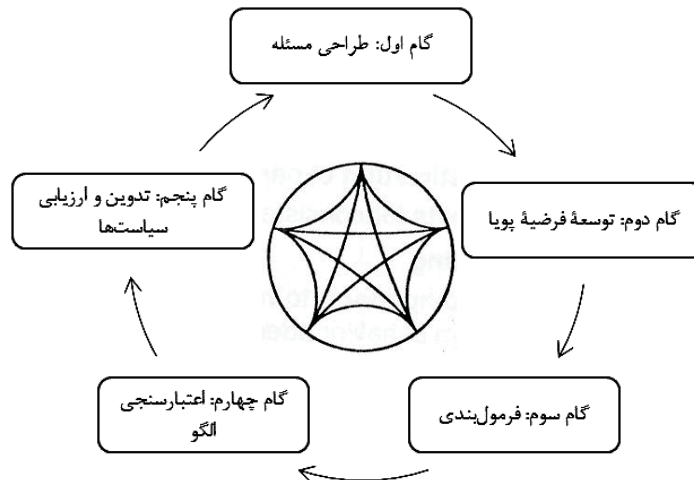 گام اول: طراحی مسئله
گام دوم: توسعهٔ فرضیهٔ پویا
گام سوم: فرمول‌بندی
گام چهارم: اعتبارسنجی
الگو
گام پنجم: تدوین و ارزیابی
سیاست‌ها